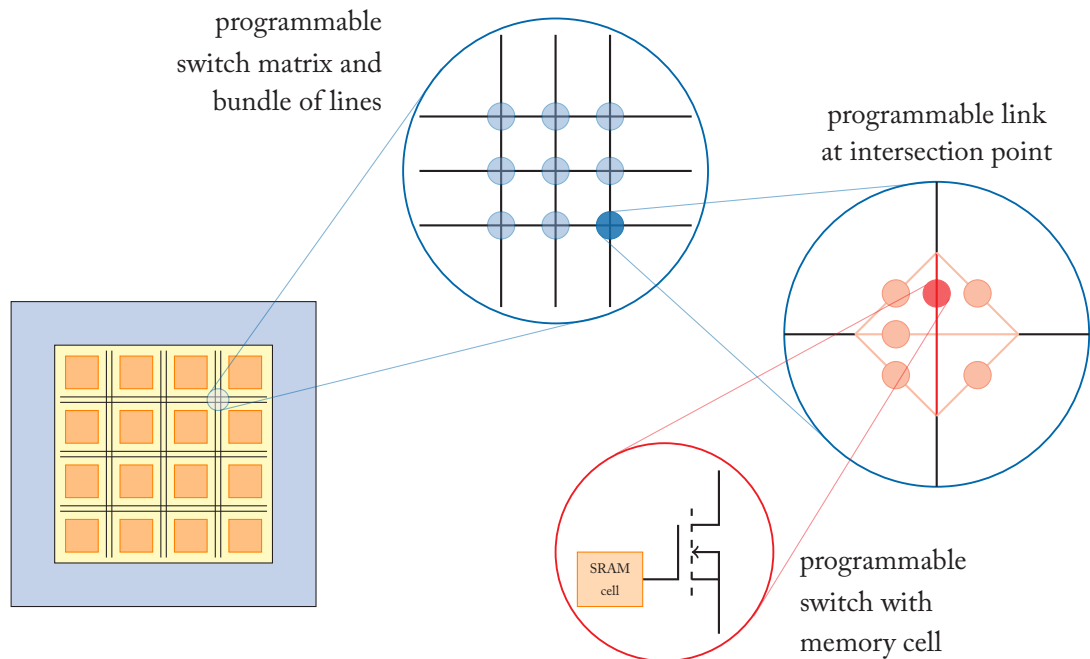 programmable
switch matrix and
bundle of lines
programmable link
at intersection point
SRAM
cell
programmable
switch with
memory cell